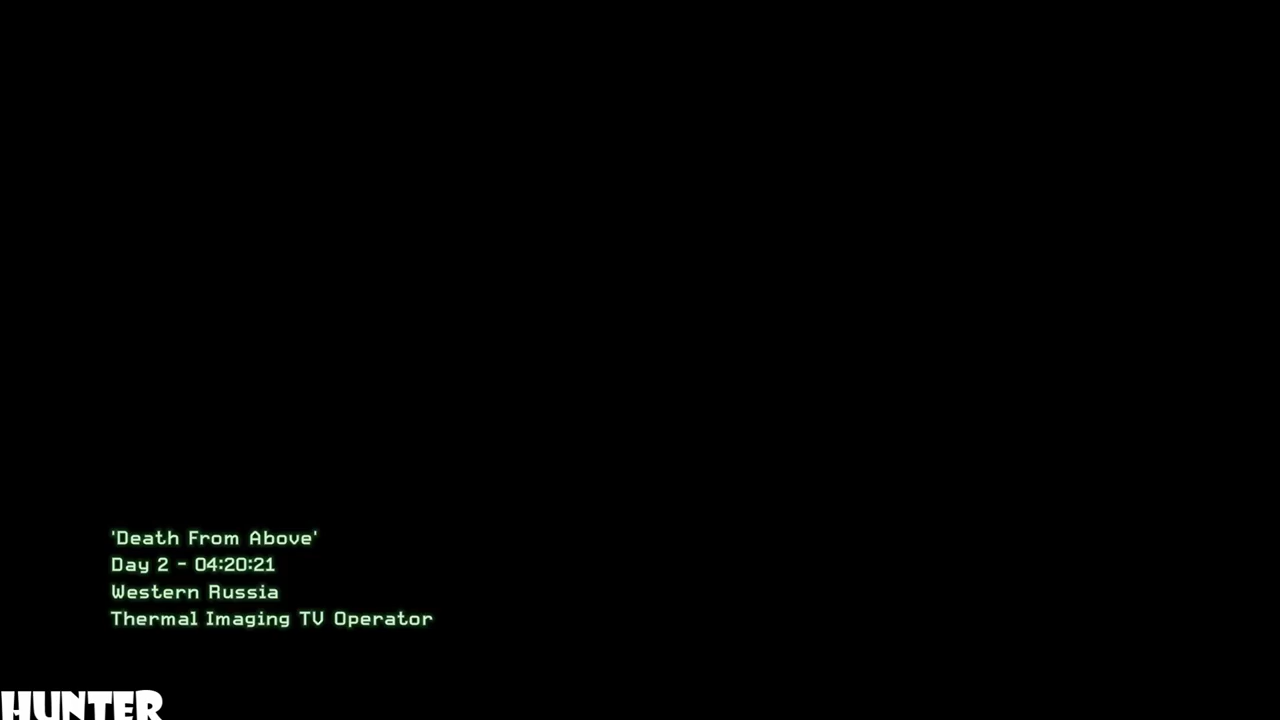 'Death From Above'
Day 2 - 04:20:21
Western Russia
Thermal Imaging TV Operator
HUNTER